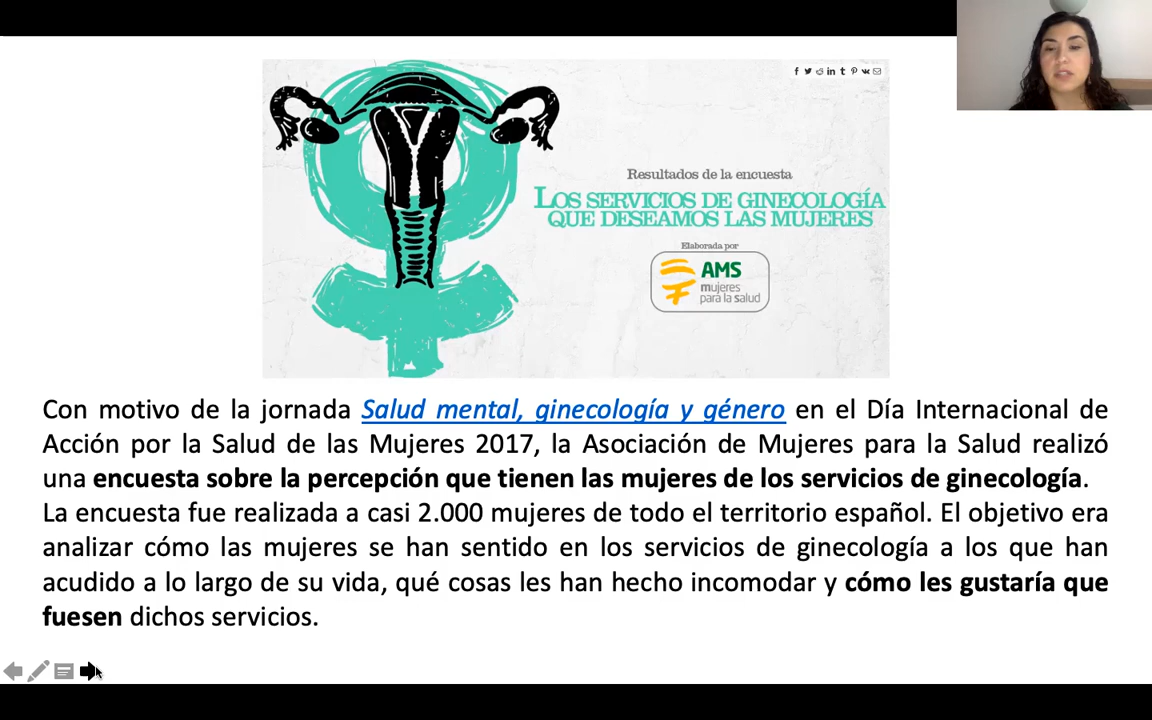 Resultados de la encuesta
LOS SERVICIOS DE GINECOLOGÍA
QUE DESEAMOS LAS MUJERES
Elaborada por
AMS
mujeres
para la salud
Con motivo de la jornada Salud mental, ginecología y género en el Día Internacional de
Acción por la Salud de las Mujeres 2017, la Asociación de Mujeres para la Salud realizó
una encuesta sobre la percepción que tienen las mujeres de los servicios de ginecología.
La encuesta fue realizada a casi 2.000 mujeres de todo el territorio español. El objetivo era
analizar cómo las mujeres se han sentido en los servicios de ginecología a los que han
acudido a lo largo de su vida, qué cosas les han hecho incomodar y cómo les gustaría que
fuesen dichos servicios.